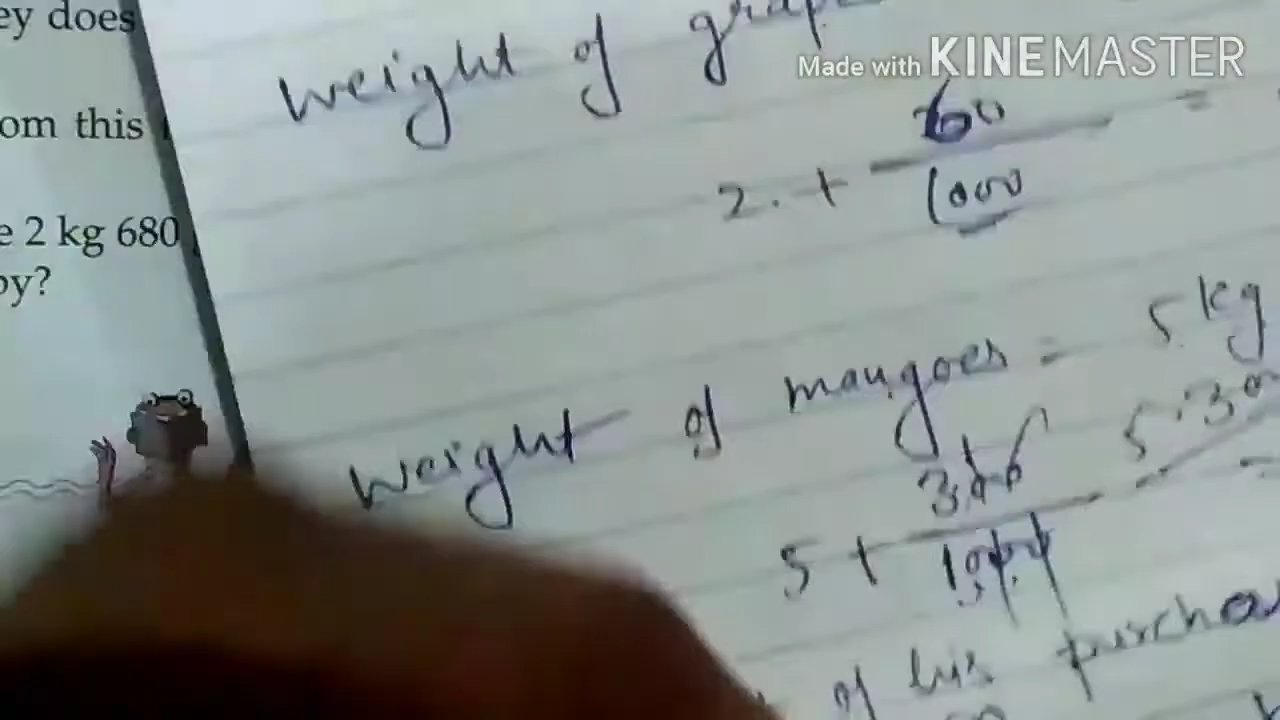 ey does
om this
e 2 kg 680
by?
Made with KINEMASTER
weight of grap
60
2. +
1000
weight of mangoes = 5 kg
300 5.30
5 +
1000
of his purcha